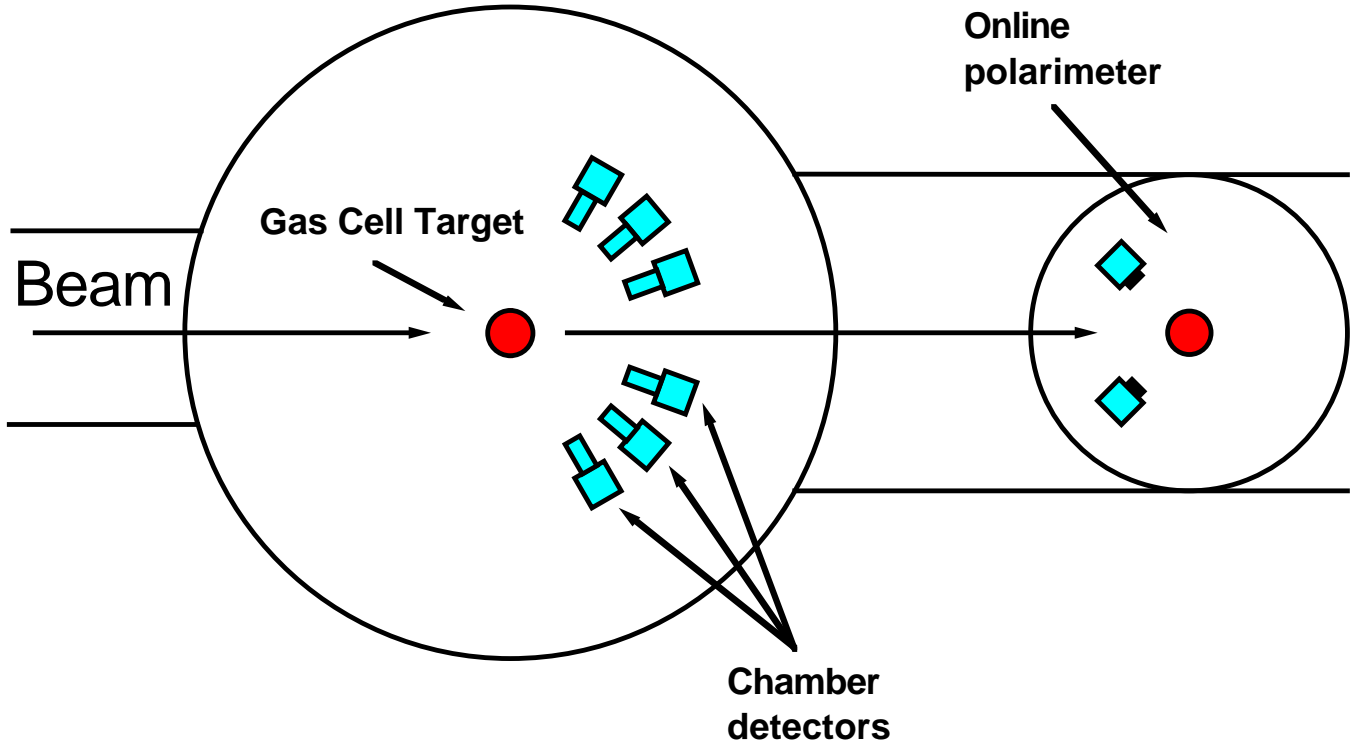 Online
polarimeter
Gas Cell Target
Beam
Chamber
detectors